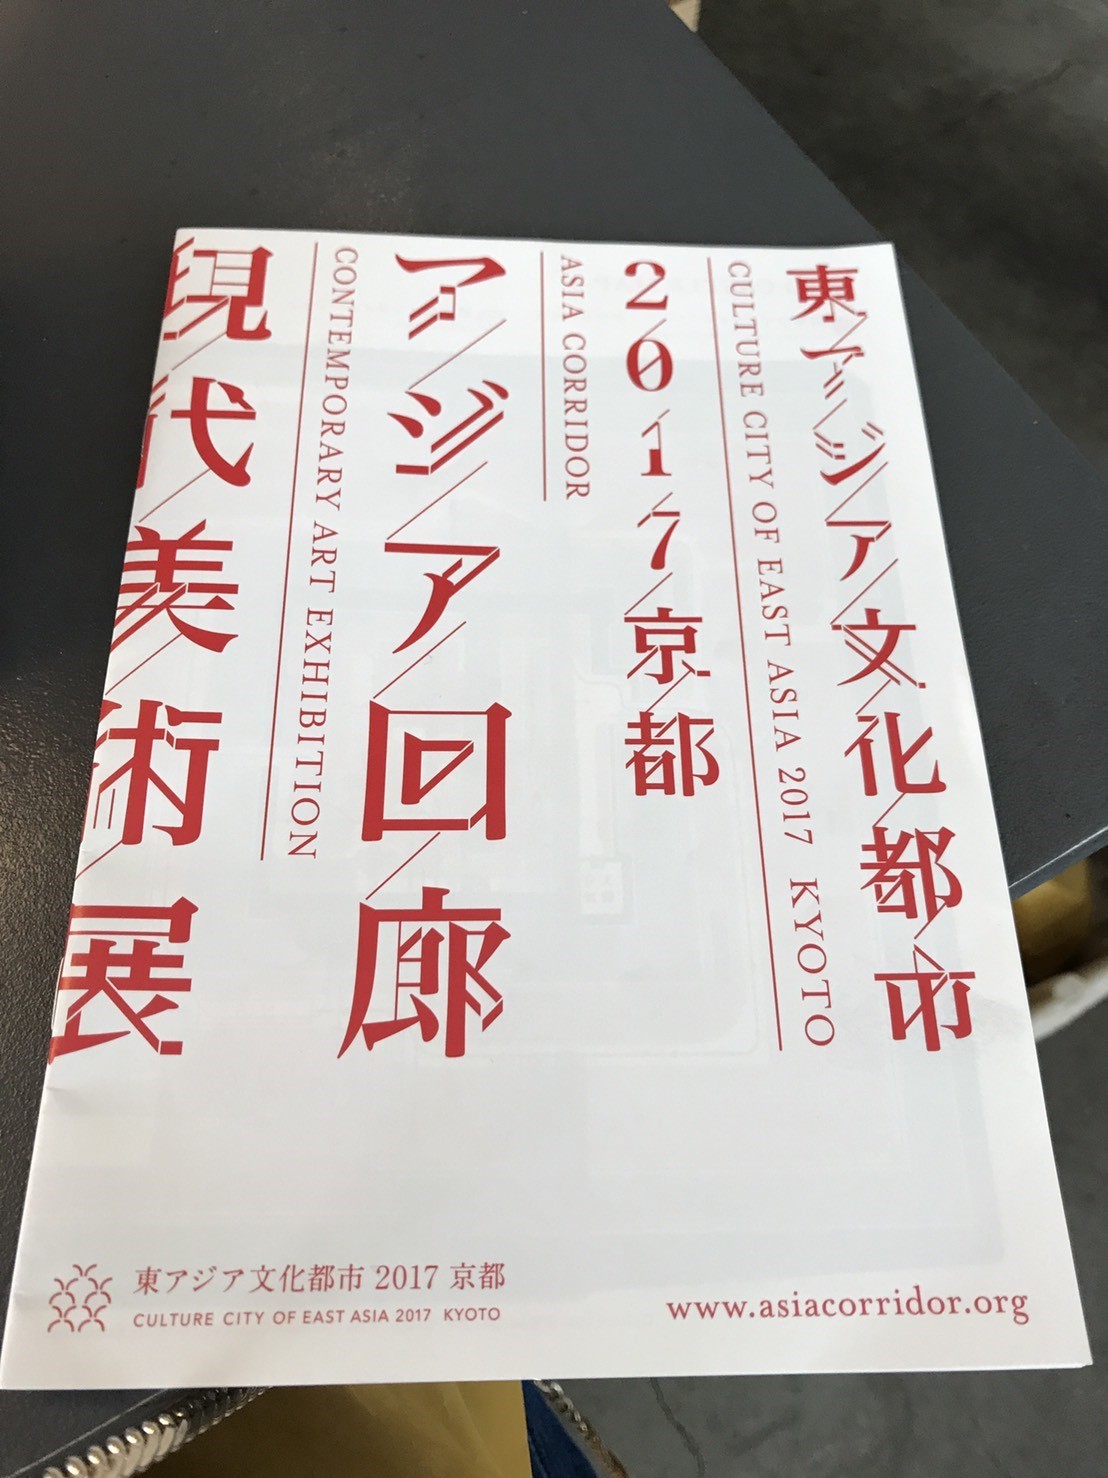 東アジア文化都市
CULTURE CITY OF EAST ASIA 2017 KYOTO
2017京都
ASIA CORRIDOR
アジア回廊
CONTEMPORARY ART EXHIBITION
現代美術展
東アジア文化都市 2017 京都
CULTURE CITY OF EAST ASIA 2017 KYOTO
www.asiacorridor.org